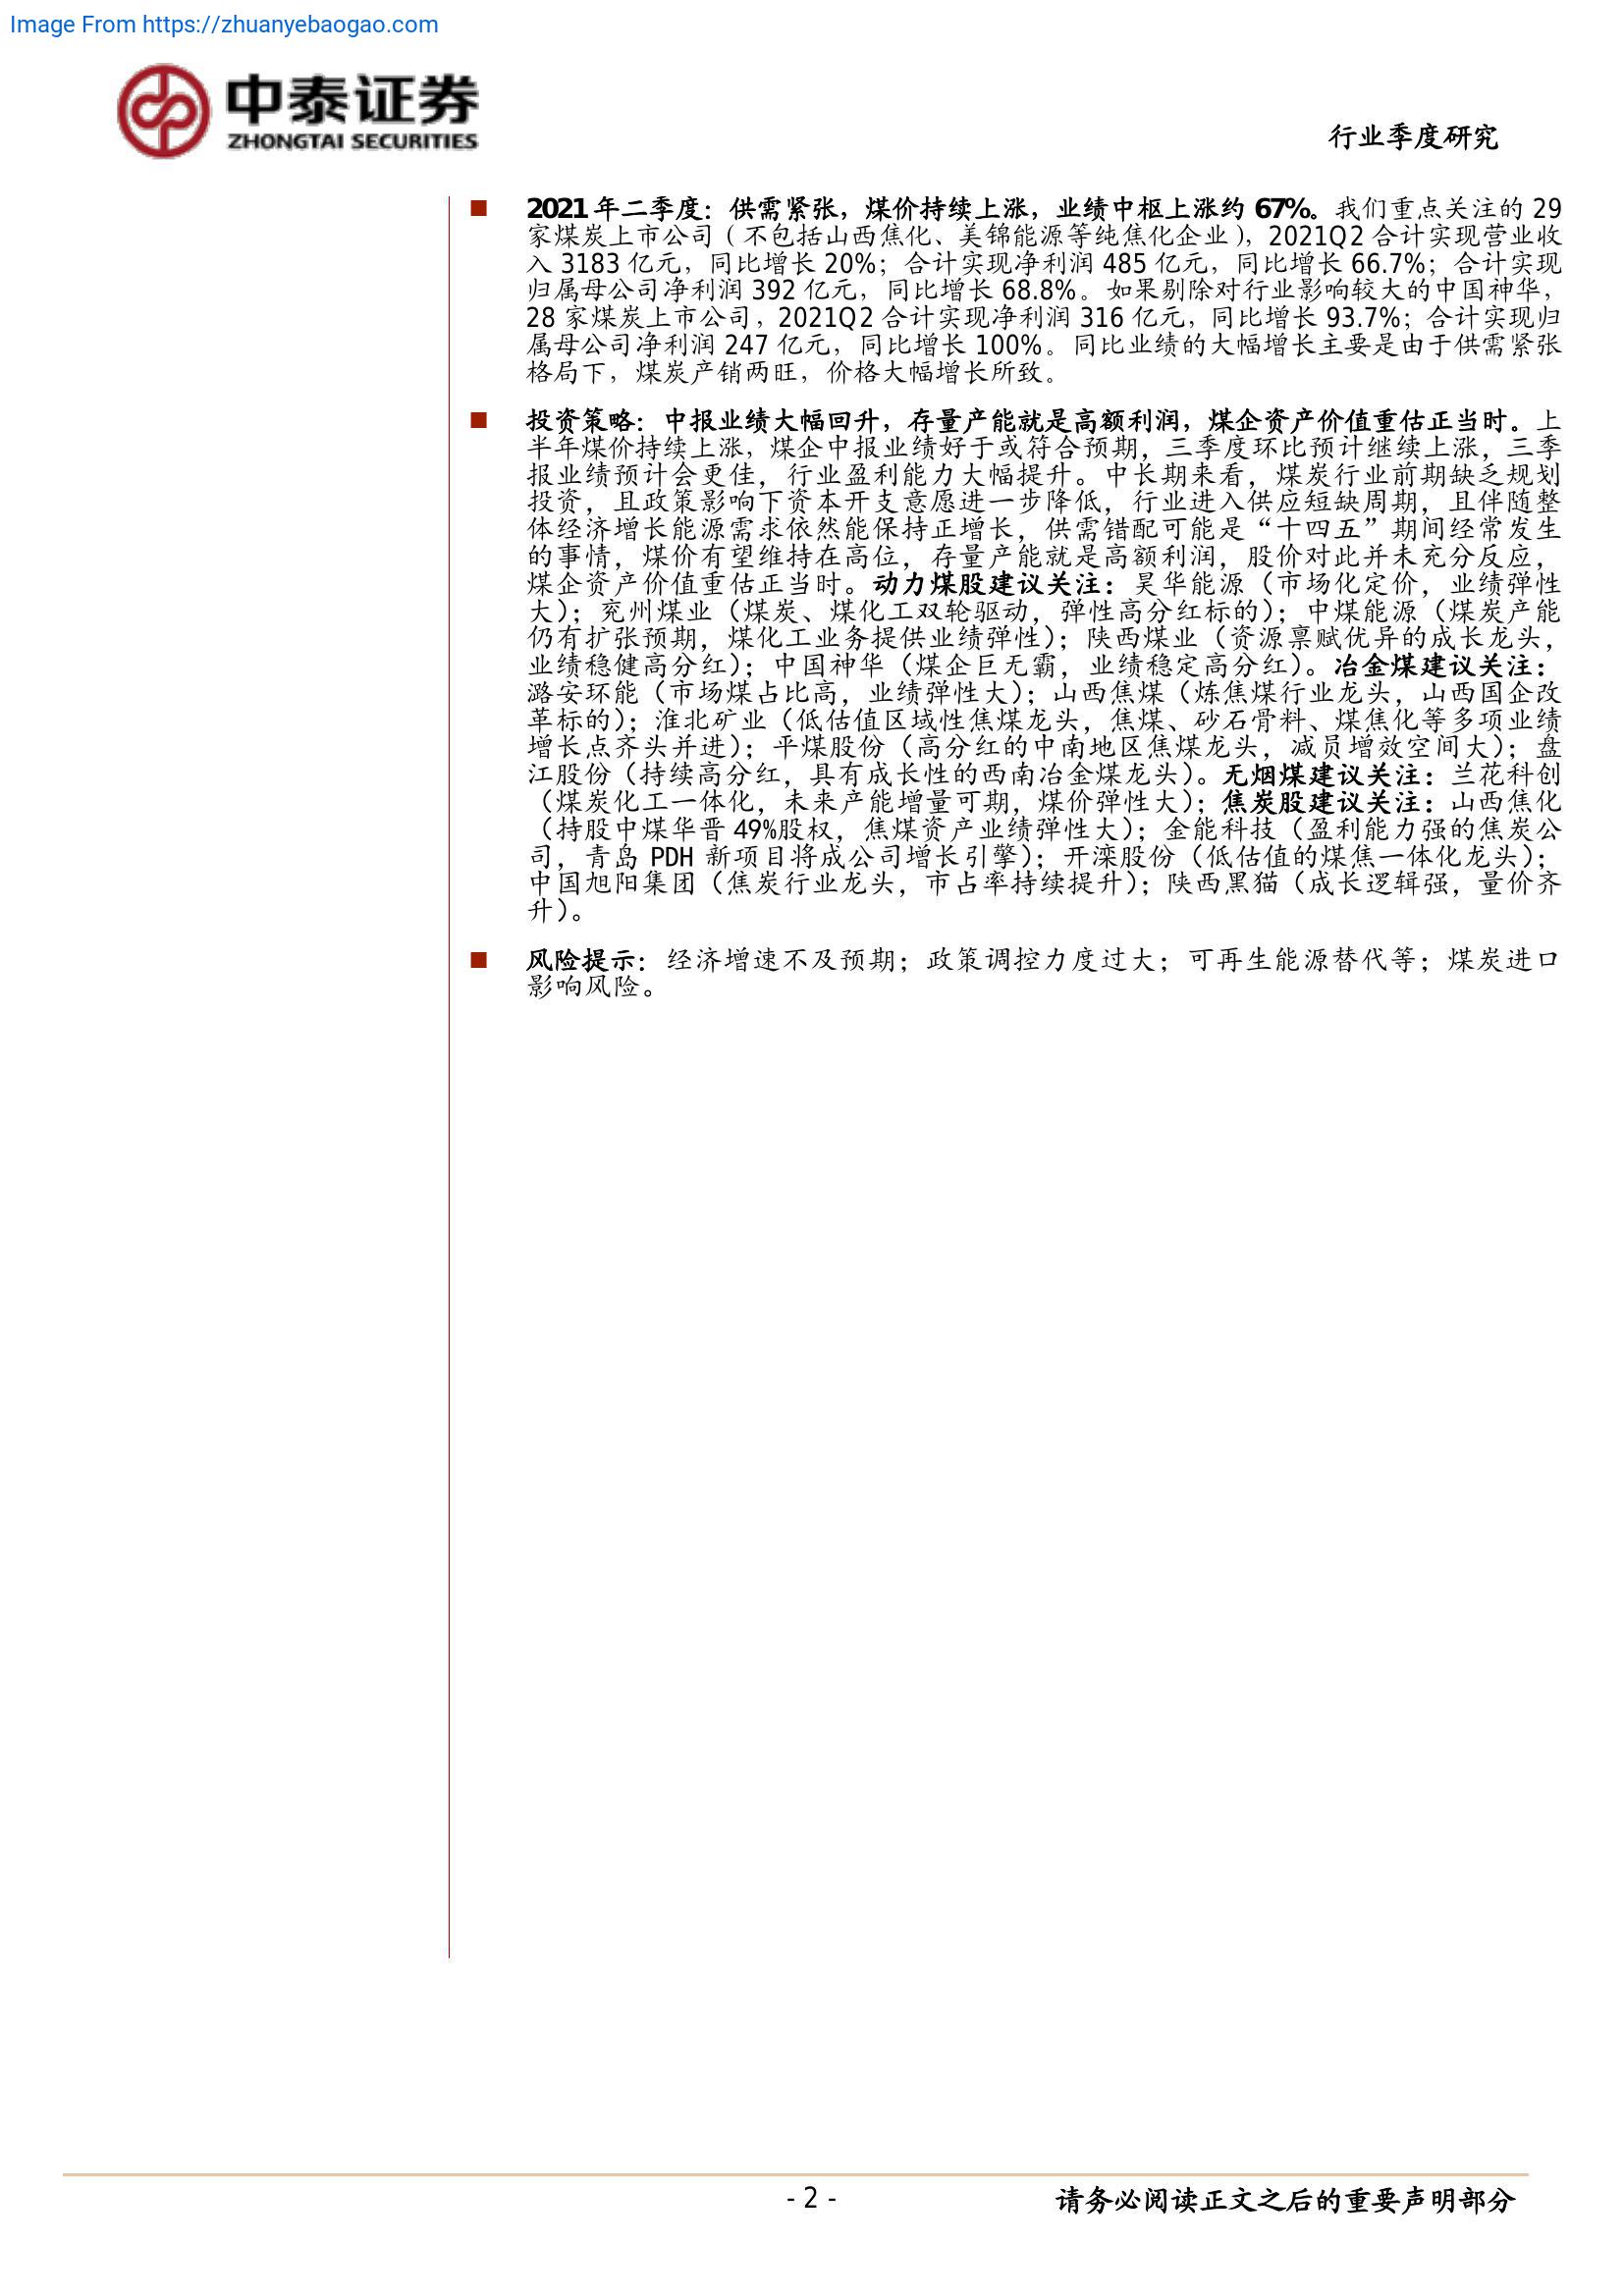 Image From https://zhuanyebaogao.com
中泰证券
ZHONGTAI SECURITIES
行业季度研究
■ 2021年二季度：供需紧张，煤价持续上涨，业绩中枢上涨约 67%。我们重点关注的 29
家煤炭上市公司（不包括山西焦化、美锦能源等纯焦化企业），2021Q2 合计实现营业收
入 3183 亿元，同比增长 20%；合计实现净利润 485 亿元，同比增长 66.7%；合计实现
归属母公司净利润 392 亿元，同比增长 68.8%。如果剔除对行业影响较大的中国神华，
28 家煤炭上市公司，2021Q2 合计实现净利润 316 亿元，同比增长 93.7%；合计实现归
属母公司净利润 247 亿元，同比增长 100%。同比业绩的大幅增长主要是由于供需紧张
格局下，煤炭产销两旺，价格大幅增长所致。
■ 投资策略：中报业绩大幅回升，存量产能就是高额利润，煤企资产价值重估正当时。上
半年煤价持续上涨，煤企中报业绩好于或符合预期，三季度环比预计继续上涨，三季
报业绩预计会更佳，行业盈利能力大幅提升。中长期来看，煤炭行业前期缺乏规划
投资，且政策影响下资本开支意愿进一步降低，行业进入供应短缺周期，且伴随整
体经济增长能源需求依然能保持正增长，供需错配可能是“十四五”期间经常发生
的事情，煤价有望维持在高位，存量产能就是高额利润，股价对此并未充分反应，
煤企资产价值重估正当时。动力煤股建议关注：昊华能源（市场化定价，业绩弹性
大）；兖州煤业（煤炭、煤化工双轮驱动，弹性高分红标的）；中煤能源（煤炭产能
仍有扩张预期，煤化工业务提供业绩弹性）；陕西煤业（资源禀赋优异的成长龙头，
业绩稳健高分红）；中国神华（煤企巨无霸，业绩稳定高分红）。冶金煤建议关注：
潞安环能（市场煤占比高，业绩弹性大）；山西焦煤（炼焦煤行业龙头，山西国企改
革标的）；淮北矿业（低估值区域性焦煤龙头，焦煤、砂石骨料、煤焦化等多项业绩
增长点齐头并进）；平煤股份（高分红的中南地区焦煤龙头，减员增效空间大）；盘
江股份（持续高分红，具有成长性的西南冶金煤龙头）。无烟煤建议关注：兰花科创
（煤炭化工一体化，未来产能增量可期，煤价弹性大）；焦炭股建议关注：山西焦化
（持股中煤华晋 49%股权，焦煤资产业绩弹性大）；金能科技（盈利能力强的焦炭公
司，青岛 PDH 新项目将成公司增长引擎）；开滦股份（低估值的煤焦一体化龙头）；
中国旭阳集团（焦炭行业龙头，市占率持续提升）；陕西黑猫（成长逻辑强，量价齐
升）。
■ 风险提示：经济增速不及预期；政策调控力度过大；可再生能源替代等；煤炭进口
影响风险。
- 2 -
请务必阅读正文之后的重要声明部分